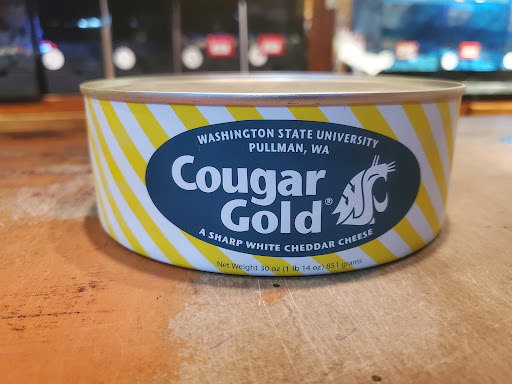 WASHINGTON STATE UNIVERSITY
PULLMAN, WA
Cougar
Gold®
WSC
A SHARP WHITE CHEDDAR CHEESE
Net Weight 30 oz (1 lb 14 oz) 851 grams